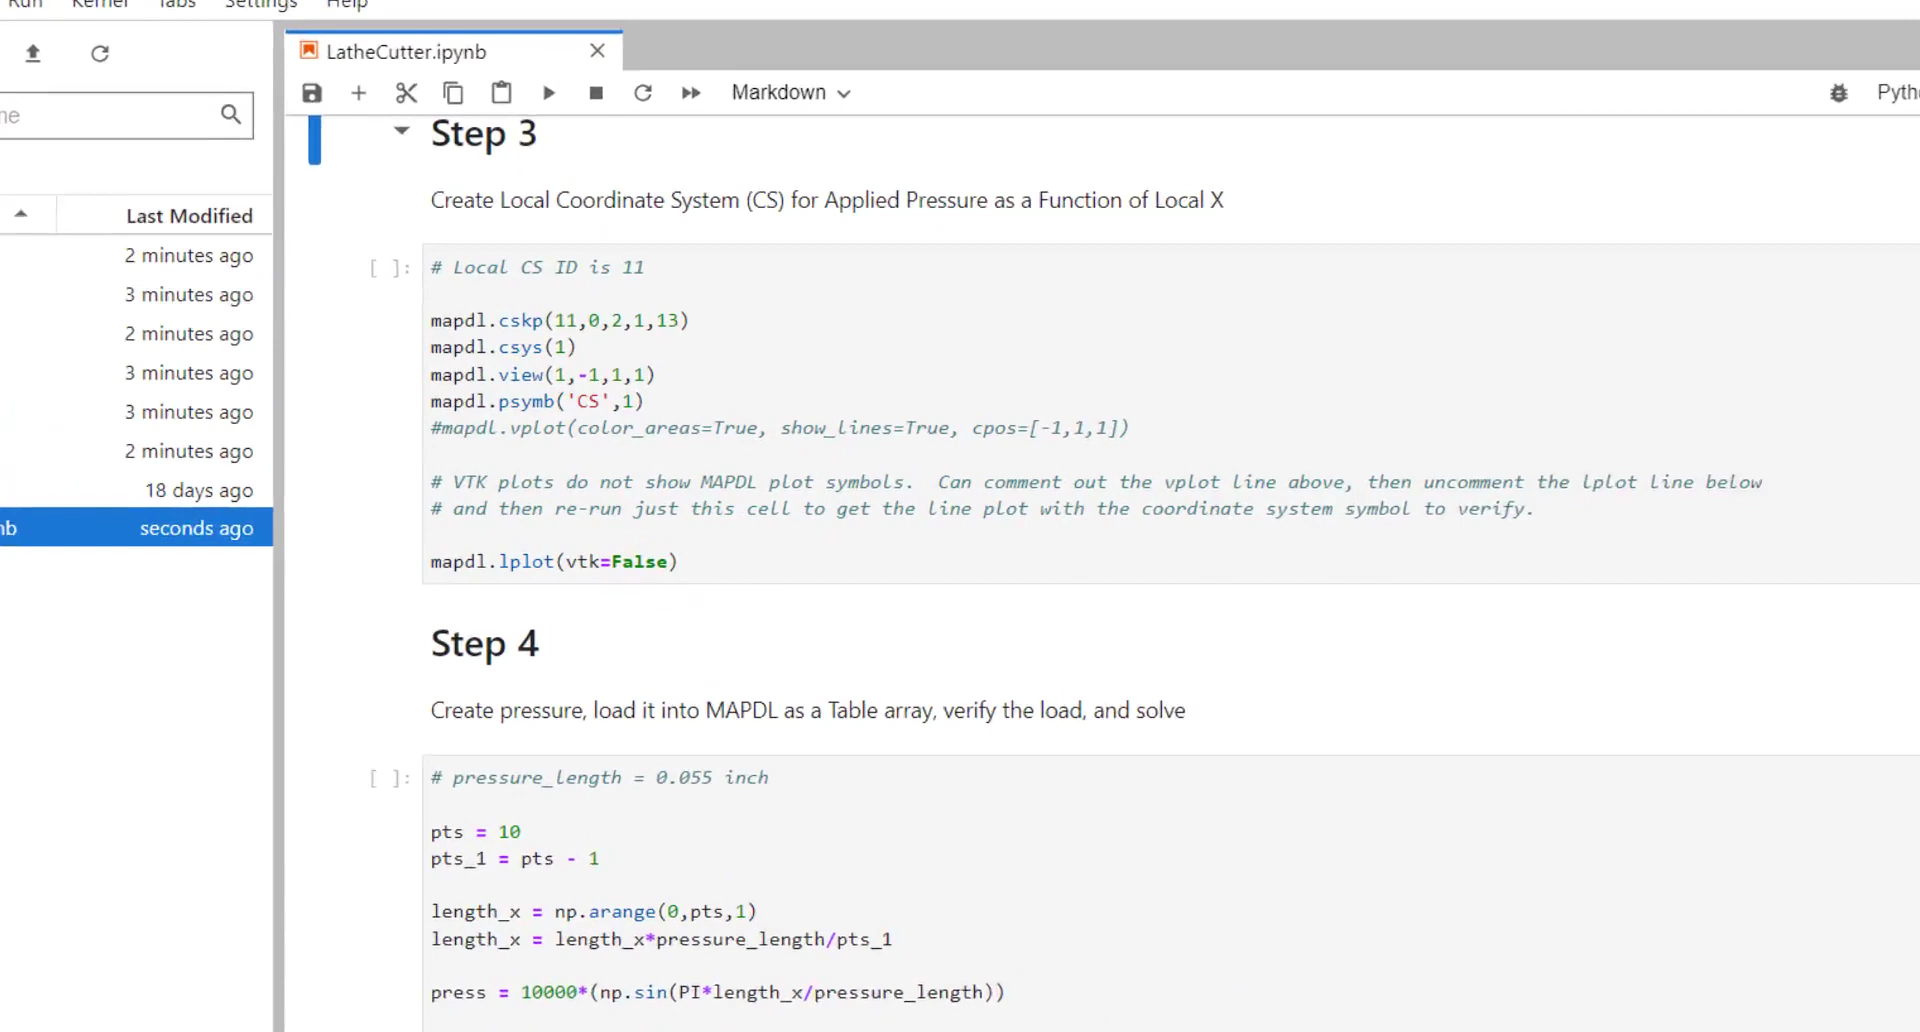 Run Kernel Tabs Settings Help
LatheCutter.ipynb
Markdown
me
Step 3
Create Local Coordinate System (CS) for Applied Pressure as a Function of Local X
Last Modified
2 minutes ago
3 minutes ago
2 minutes ago
3 minutes ago
3 minutes ago
2 minutes ago
18 days ago
nb seconds ago
[ ]:
# Local CS ID is 11
mapdl.cskp(11,0,2,1,13)
mapdl.csys(1)
mapdl.view(1,-1,1,1)
mapdl.psymb('CS',1)
#mapdl.vplot(color_areas=True, show_lines=True, cpos=[-1,1,1])
# VTK plots do not show MAPDL plot symbols.  Can comment out the vplot line above, then uncomment the lplot line below
# and then re-run just this cell to get the line plot with the coordinate system symbol to verify.
mapdl.lplot(vtk=False)
Step 4
Create pressure, load it into MAPDL as a Table array, verify the load, and solve
[ ]:
# pressure_length = 0.055 inch
pts = 10
pts_1 = pts - 1
length_x = np.arange(0,pts,1)
length_x = length_x*pressure_length/pts_1
press = 10000*(np.sin(PI*length_x/pressure_length))